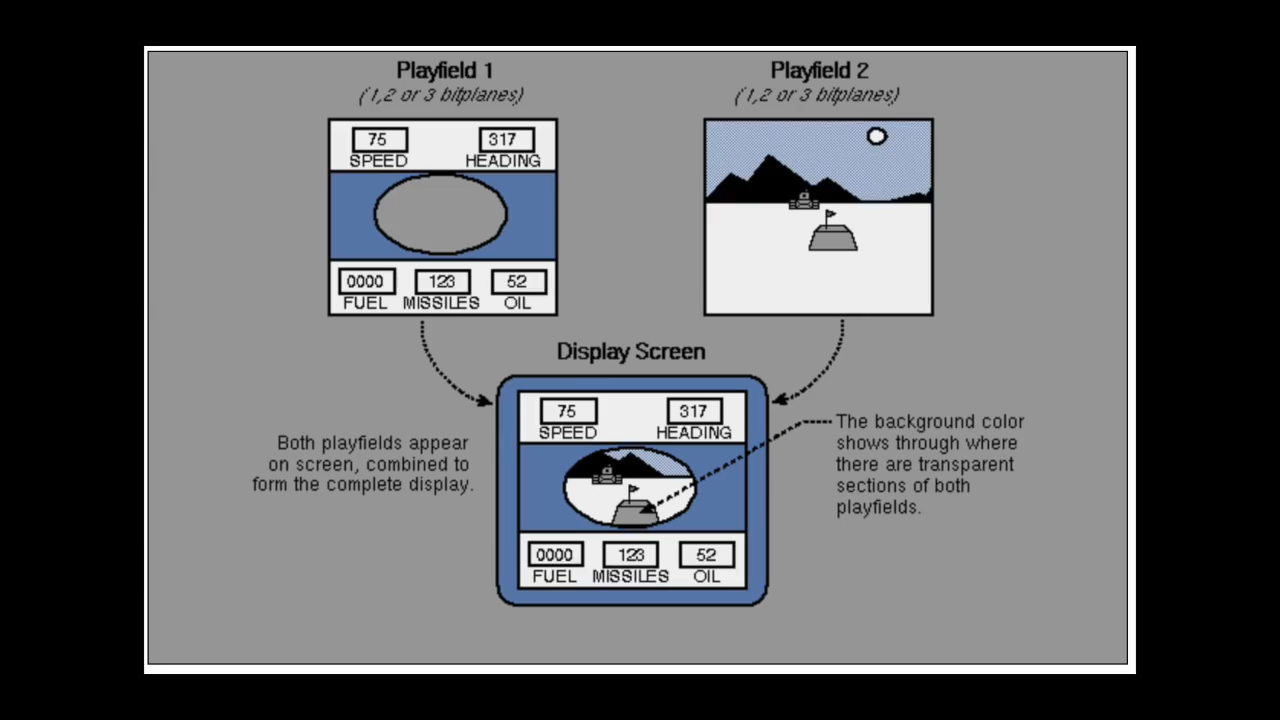 Playfield 1
(1,2 or 3 bitplanes)
75
317
SPEED
HEADING
0000
123
52
FUEL
MISSILES
OIL
Playfield 2
(1,2 or 3 bitplanes)
Display Screen
75
317
SPEED
HEADING
0000
123
52
FUEL
MISSILES
OIL
Both playfields appear
on screen, combined to
form the complete display.
The background color
shows through where
there are transparent
sections of both
playfields.